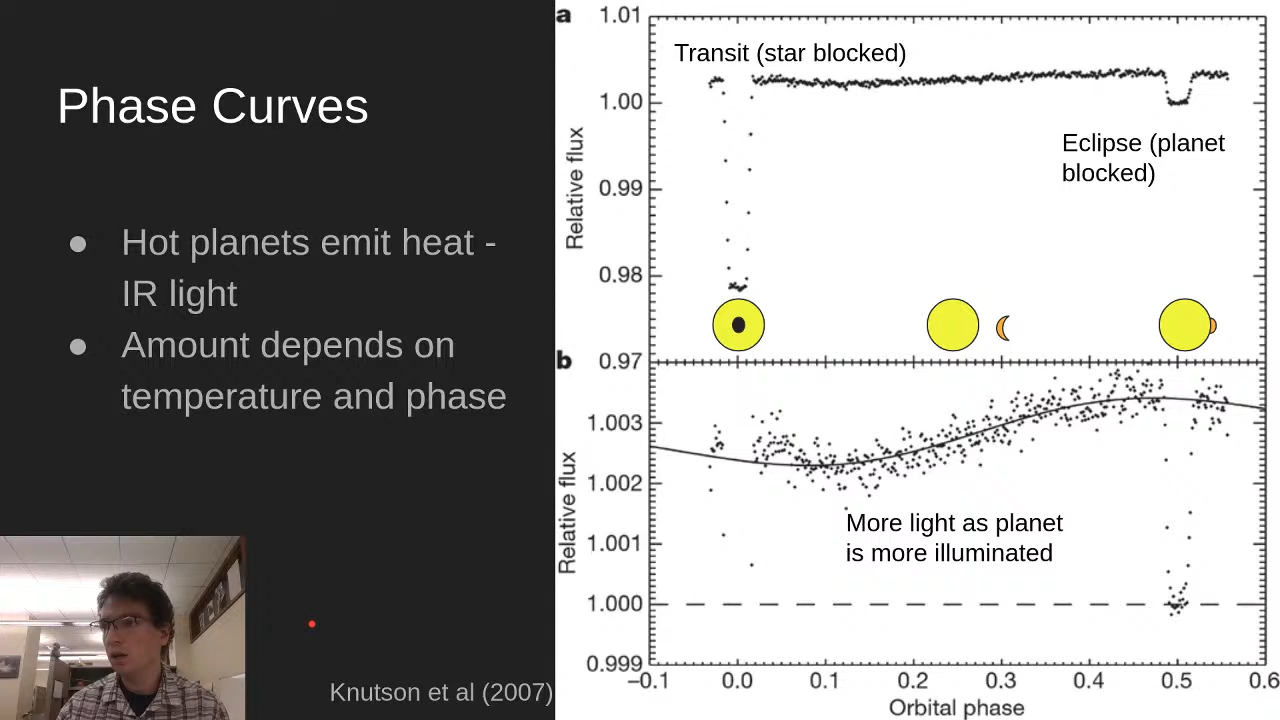 Phase Curves
● Hot planets emit heat -
IR light
● Amount depends on
temperature and phase
Knutson et al (2007)
a
1.01
1.00
0.99
0.98
0.97
Relative flux
Transit (star blocked)
Eclipse (planet
blocked)
b
1.003
1.002
1.001
1.000
0.999
Relative flux
More light as planet
is more illuminated
−0.1 0.0 0.1 0.2 0.3 0.4 0.5 0.6
Orbital phase